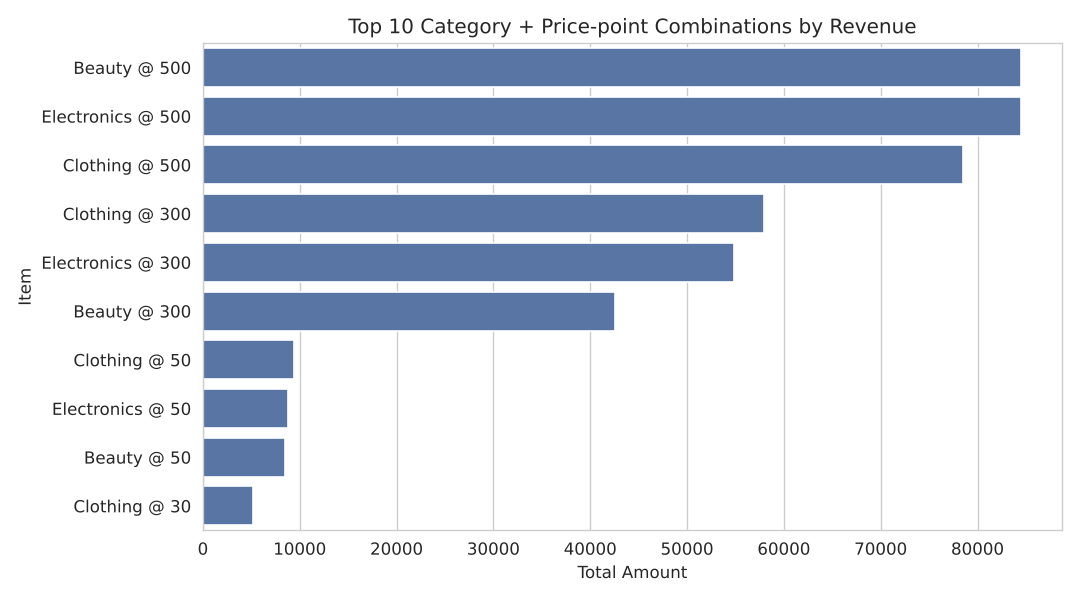 Top 10 Category + Price-point Combinations by Revenue
Item
Beauty @ 500
Electronics @ 500
Clothing @ 500
Clothing @ 300
Electronics @ 300
Beauty @ 300
Clothing @ 50
Electronics @ 50
Beauty @ 50
Clothing @ 30
0 10000 20000 30000 40000 50000 60000 70000 80000
Total Amount